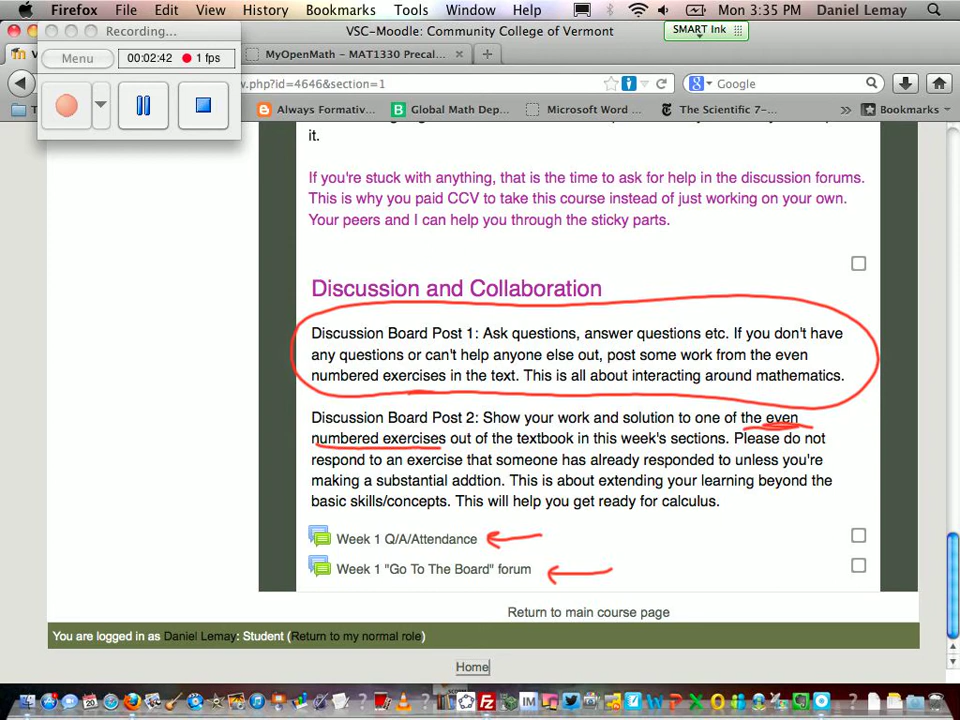 Firefox File Edit View History Bookmarks Tools Window Help Mon 3:35 PM Daniel Lemay
Recording...
VSC-Moodle: Community College of Vermont
SMART Ink
Menu 00:02:42 1 fps
MyOpenMath – MAT1330 Precal...
w.php?id=4646&section=1
Google
Always Formativ... Global Math Dep... Microsoft Word ... The Scientific 7-... Bookmarks
it.
If you're stuck with anything, that is the time to ask for help in the discussion forums.
This is why you paid CCV to take this course instead of just working on your own.
Your peers and I can help you through the sticky parts.
Discussion and Collaboration
Discussion Board Post 1: Ask questions, answer questions etc. If you don't have
any questions or can't help anyone else out, post some work from the even
numbered exercises in the text. This is all about interacting around mathematics.
Discussion Board Post 2: Show your work and solution to one of the even
numbered exercises out of the textbook in this week's sections. Please do not
respond to an exercise that someone has already responded to unless you're
making a substantial addtion. This is about extending your learning beyond the
basic skills/concepts. This will help you get ready for calculus.
Week 1 Q/A/Attendance
Week 1 "Go To The Board" forum
Return to main course page
You are logged in as Daniel Lemay: Student (Return to my normal role)
Home